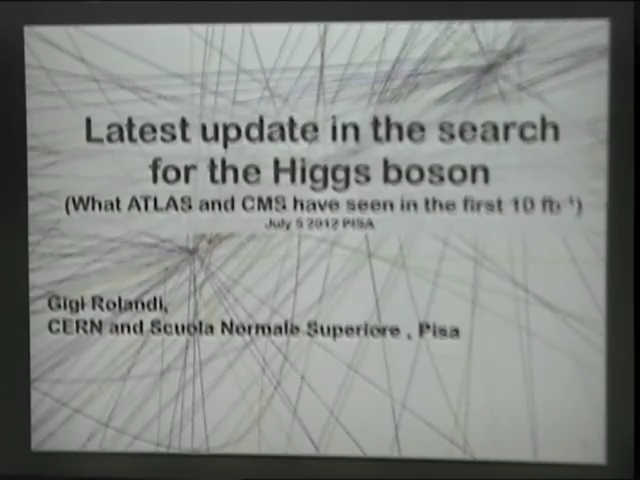 Latest update in the search
for the Higgs boson
(What ATLAS and CMS have seen in the first 10 fb⁻¹)
July 5 2012 PISA
Gigi Rolandi,
CERN and Scuola Normale Superiore , Pisa